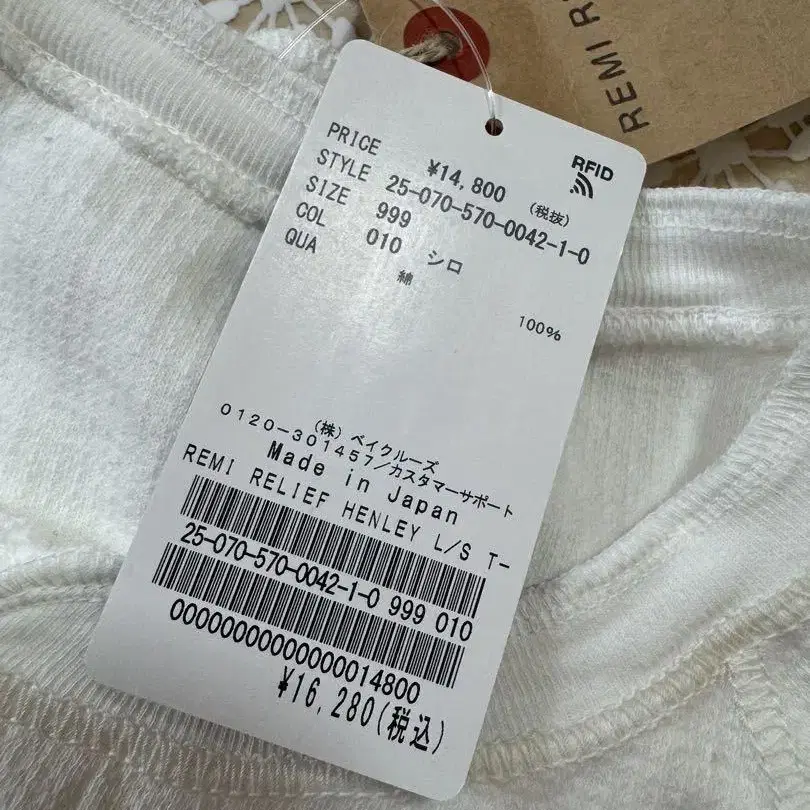 REMI R
RFID
PRICE ¥14,800 (税抜)
STYLE 25-070-570-0042-1-0
SIZE 999
COL 010 シロ
QUA 綿 100%
(株) ベイクルーズ
0120-301457/カスタマーサポート
Made in Japan
REMI RELIEF HENLEY L/S T-
25-070-570-0042-1-0 999 010
00000000000000014800
¥16,280(税込)